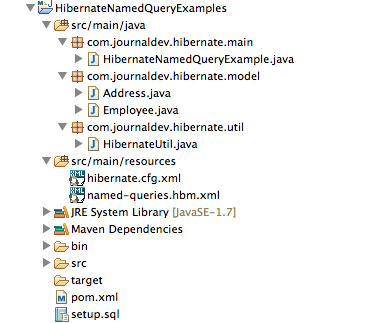 HibernateNamedQueryExamples
src/main/java
com.journaldev.hibernate.main
HibernateNamedQueryExample.java
com.journaldev.hibernate.model
Address.java
Employee.java
com.journaldev.hibernate.util
HibernateUtil.java
src/main/resources
hibernate.cfg.xml
named-queries.hbm.xml
JRE System Library [JavaSE-1.7]
Maven Dependencies
bin
src
target
pom.xml
setup.sql